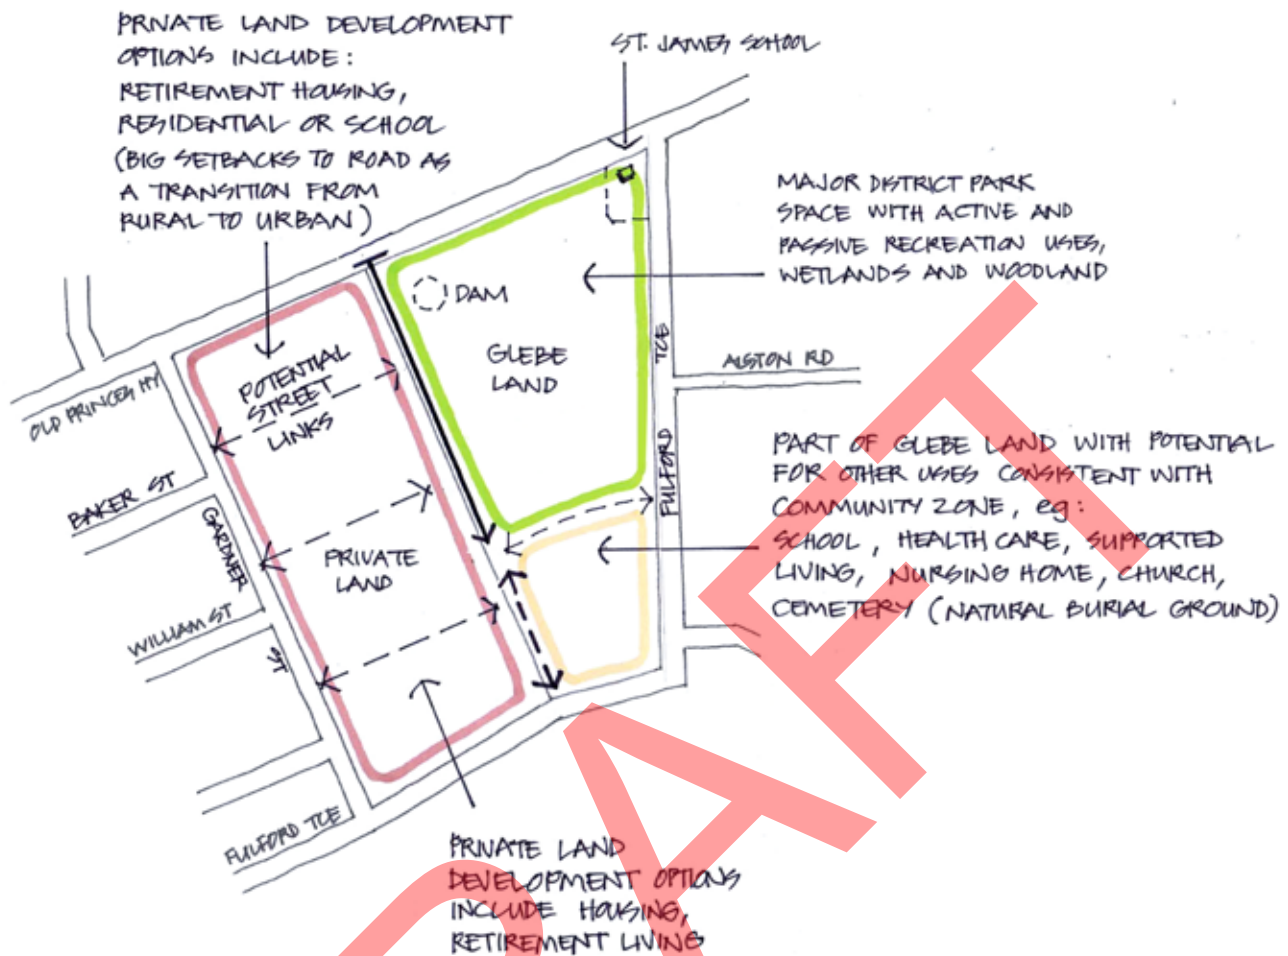 PRIVATE LAND DEVELOPMENT
OPTIONS INCLUDE:
RETIREMENT HOUSING,
RESIDENTIAL OR SCHOOL
(BIG SETBACKS TO ROAD AS
A TRANSITION FROM
RURAL TO URBAN)
ST. JAMES SCHOOL
MAJOR DISTRICT PARK
SPACE WITH ACTIVE AND
PASSIVE RECREATION USES,
WETLANDS AND WOODLAND
DAM
GLEBE
LAND
POTENTIAL
STREET
LINKS
OLD PRINCES HY
ALSTON RD
FULFORD TCE
PART OF GLEBE LAND WITH POTENTIAL
FOR OTHER USES CONSISTENT WITH
COMMUNITY ZONE, eg:
SCHOOL, HEALTH CARE, SUPPORTED
LIVING, NURSING HOME, CHURCH,
CEMETERY (NATURAL BURIAL GROUND)
BAKER ST
GARDNER ST
PRIVATE
LAND
WILLIAM ST
FULFORD TCE
PRIVATE LAND
DEVELOPMENT OPTIONS
INCLUDE HOUSING,
RETIREMENT LIVING
DRAFT